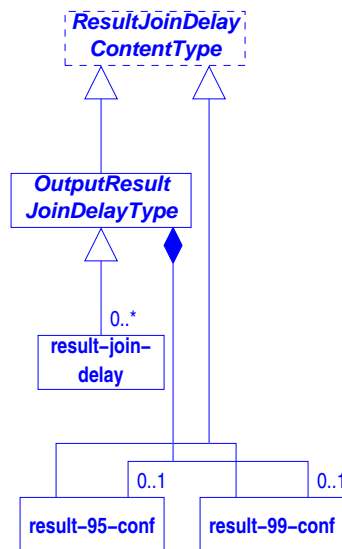 ResultJoinDelay
ContentType
OutputResult
JoinDelayType
0..*
result-join-
delay
0..1
0..1
result-95-conf
result-99-conf